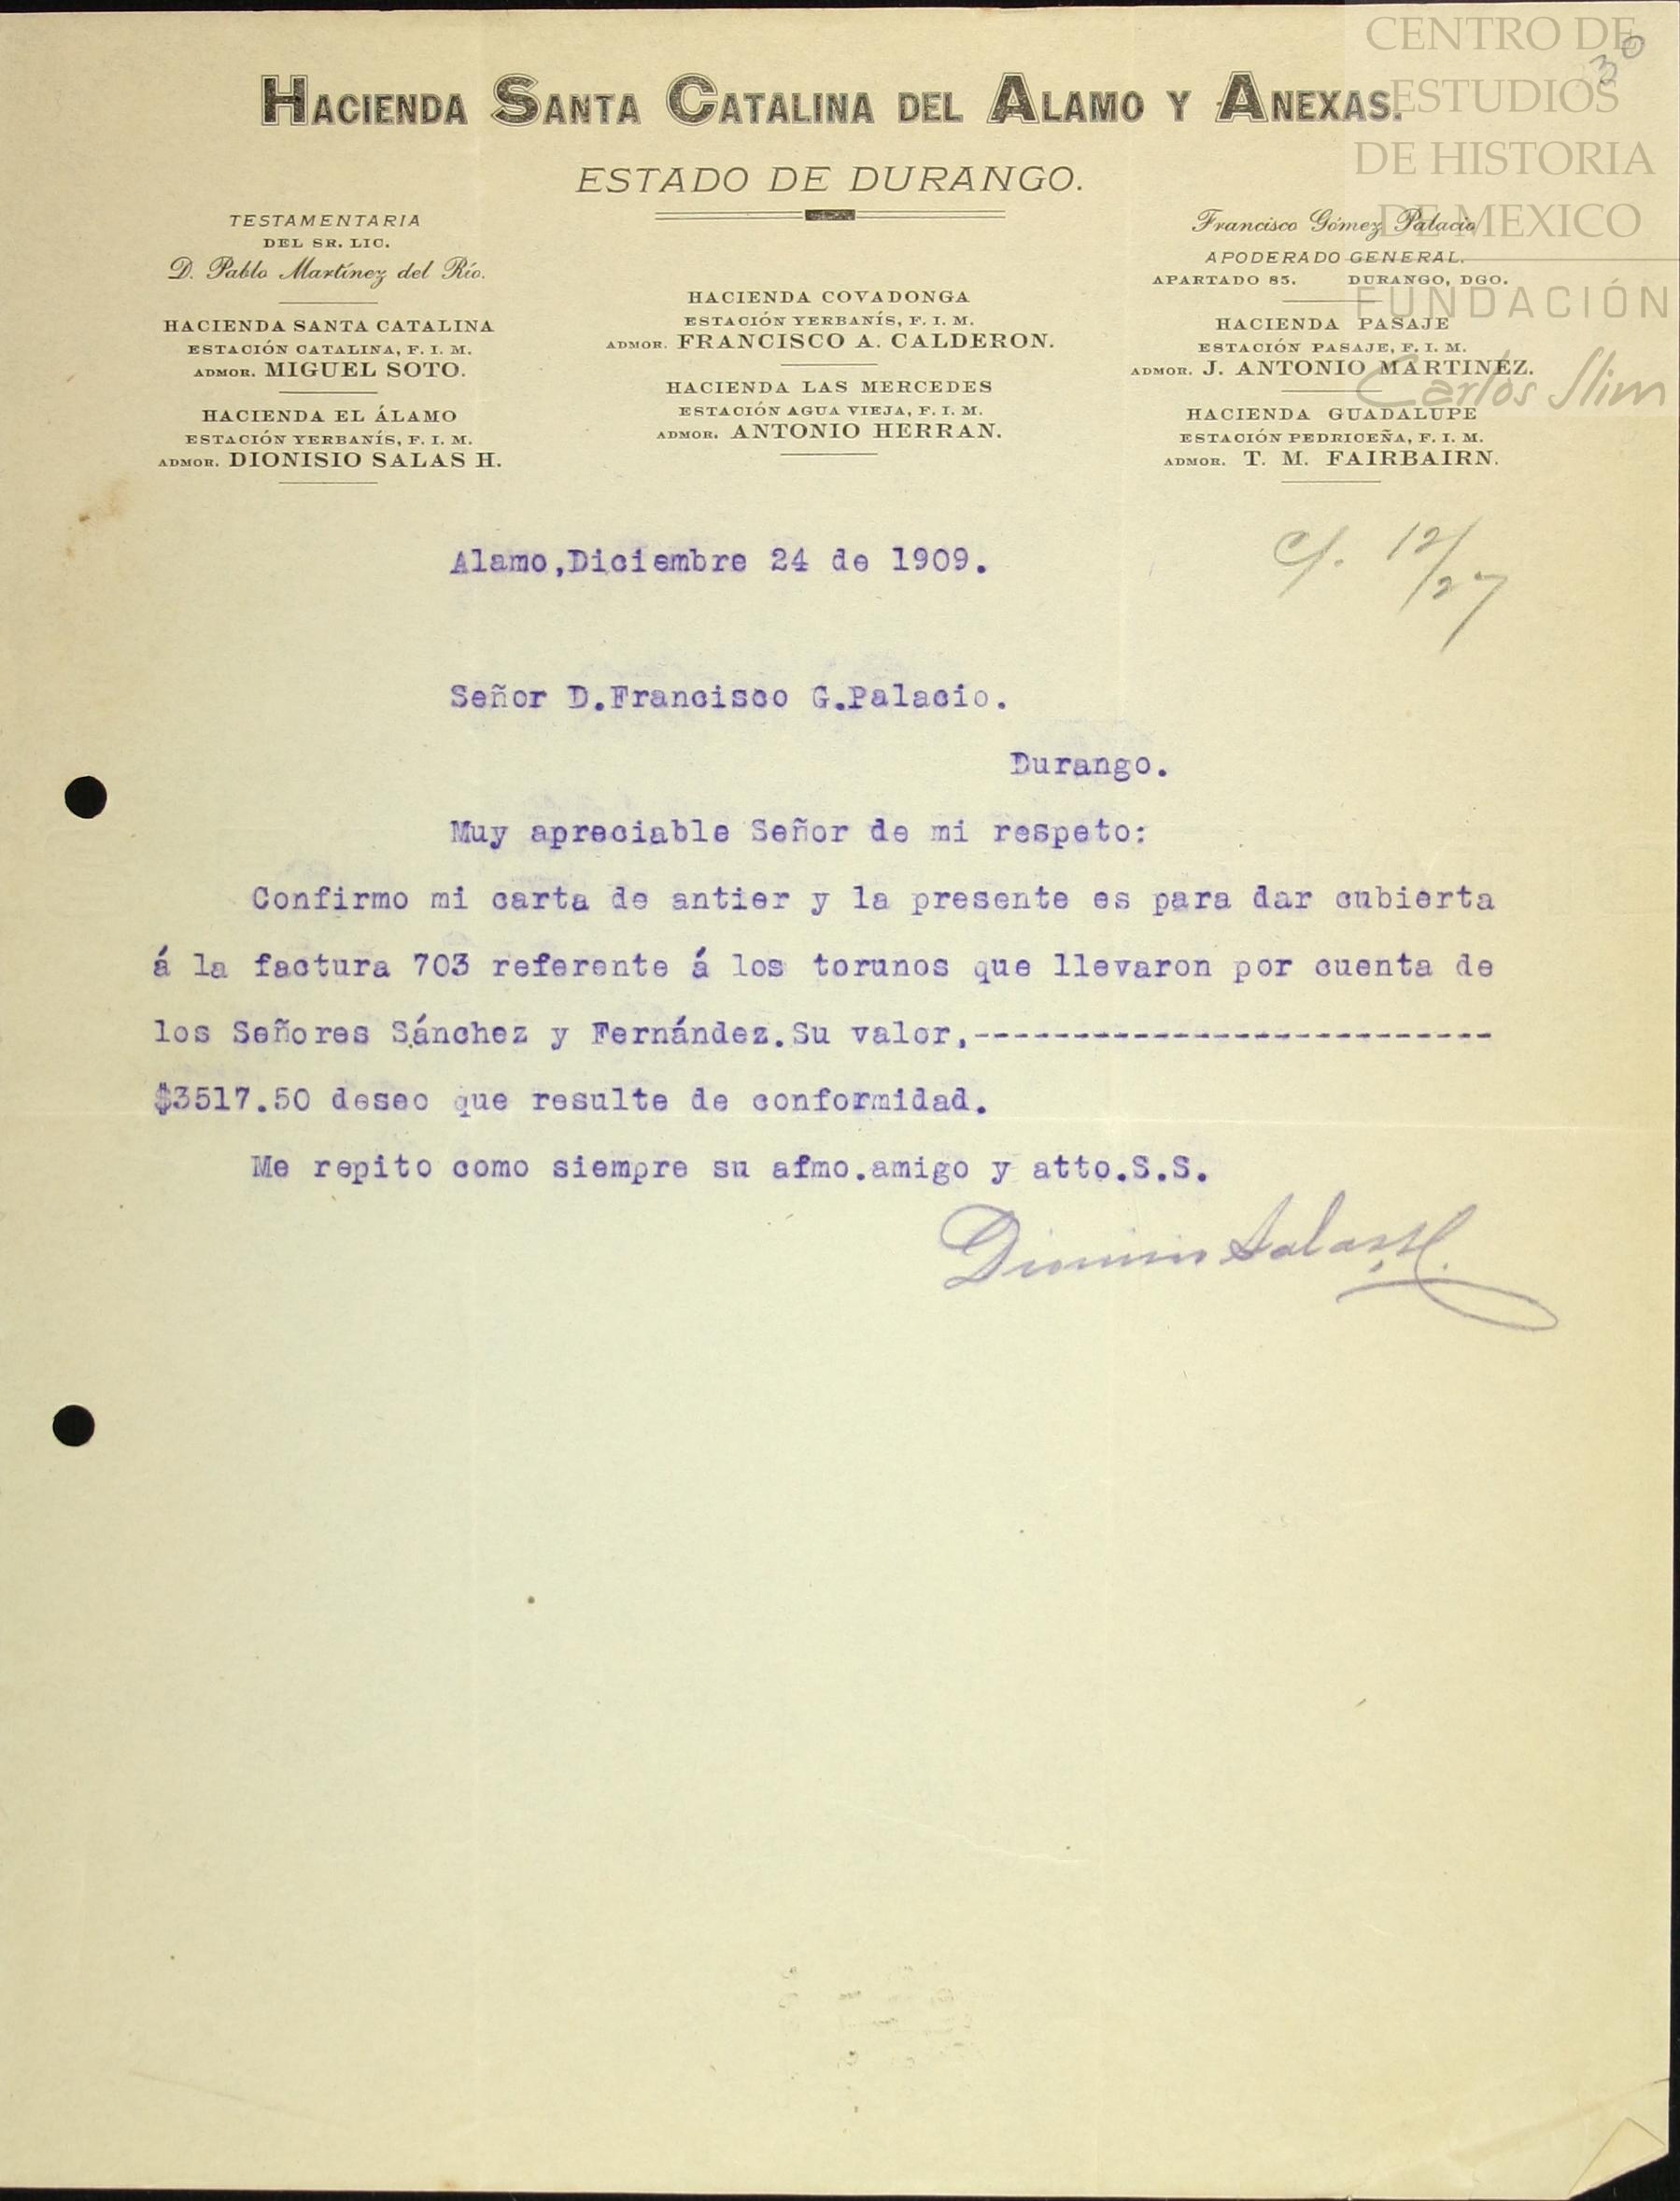 CENTRO DE
ESTUDIOS
DE HISTORIA
DE MEXICO
FUNDACIÓN
Carlos Slim
30
HACIENDA SANTA CATALINA DEL ALAMO Y ANEXAS.
ESTADO DE DURANGO.
TESTAMENTARIA
DEL SR. LIC.
D. Pablo Martínez del Río.
HACIENDA SANTA CATALINA
ESTACIÓN CATALINA, F. I. M.
ADMOR. MIGUEL SOTO.
HACIENDA EL ÁLAMO
ESTACIÓN YERBANÍS, F. I. M.
ADMOR. DIONISIO SALAS H.
HACIENDA COVADONGA
ESTACIÓN YERBANÍS, F. I. M.
ADMOR. FRANCISCO A. CALDERON.
HACIENDA LAS MERCEDES
ESTACIÓN AGUA VIEJA, F. I. M.
ADMOR. ANTONIO HERRAN.
Francisco Gómez Palacio
APODERADO GENERAL.
APARTADO 85. DURANGO, DGO.
HACIENDA PASAJE
ESTACIÓN PASAJE, F. I. M.
ADMOR. J. ANTONIO MARTINEZ.
HACIENDA GUADALUPE
ESTACIÓN PEDRICEÑA, F. I. M.
ADMOR. T. M. FAIRBAIRN.
Alamo,Diciembre 24 de 1909.
C/. 12/27
Señor D.Francisco G.Palacio.
Durango.
Muy apreciable Señor de mi respeto:
Confirmo mi carta de antier y la presente es para dar cubierta
á la factura 703 referente á los torunos que llevaron por cuenta de
los Señores Sánchez y Fernández.Su valor,--------------------------
$3517.50 deseo que resulte de conformidad.
Me repito como siempre su afmo.amigo y atto.S.S.
Dionisio Salas H.